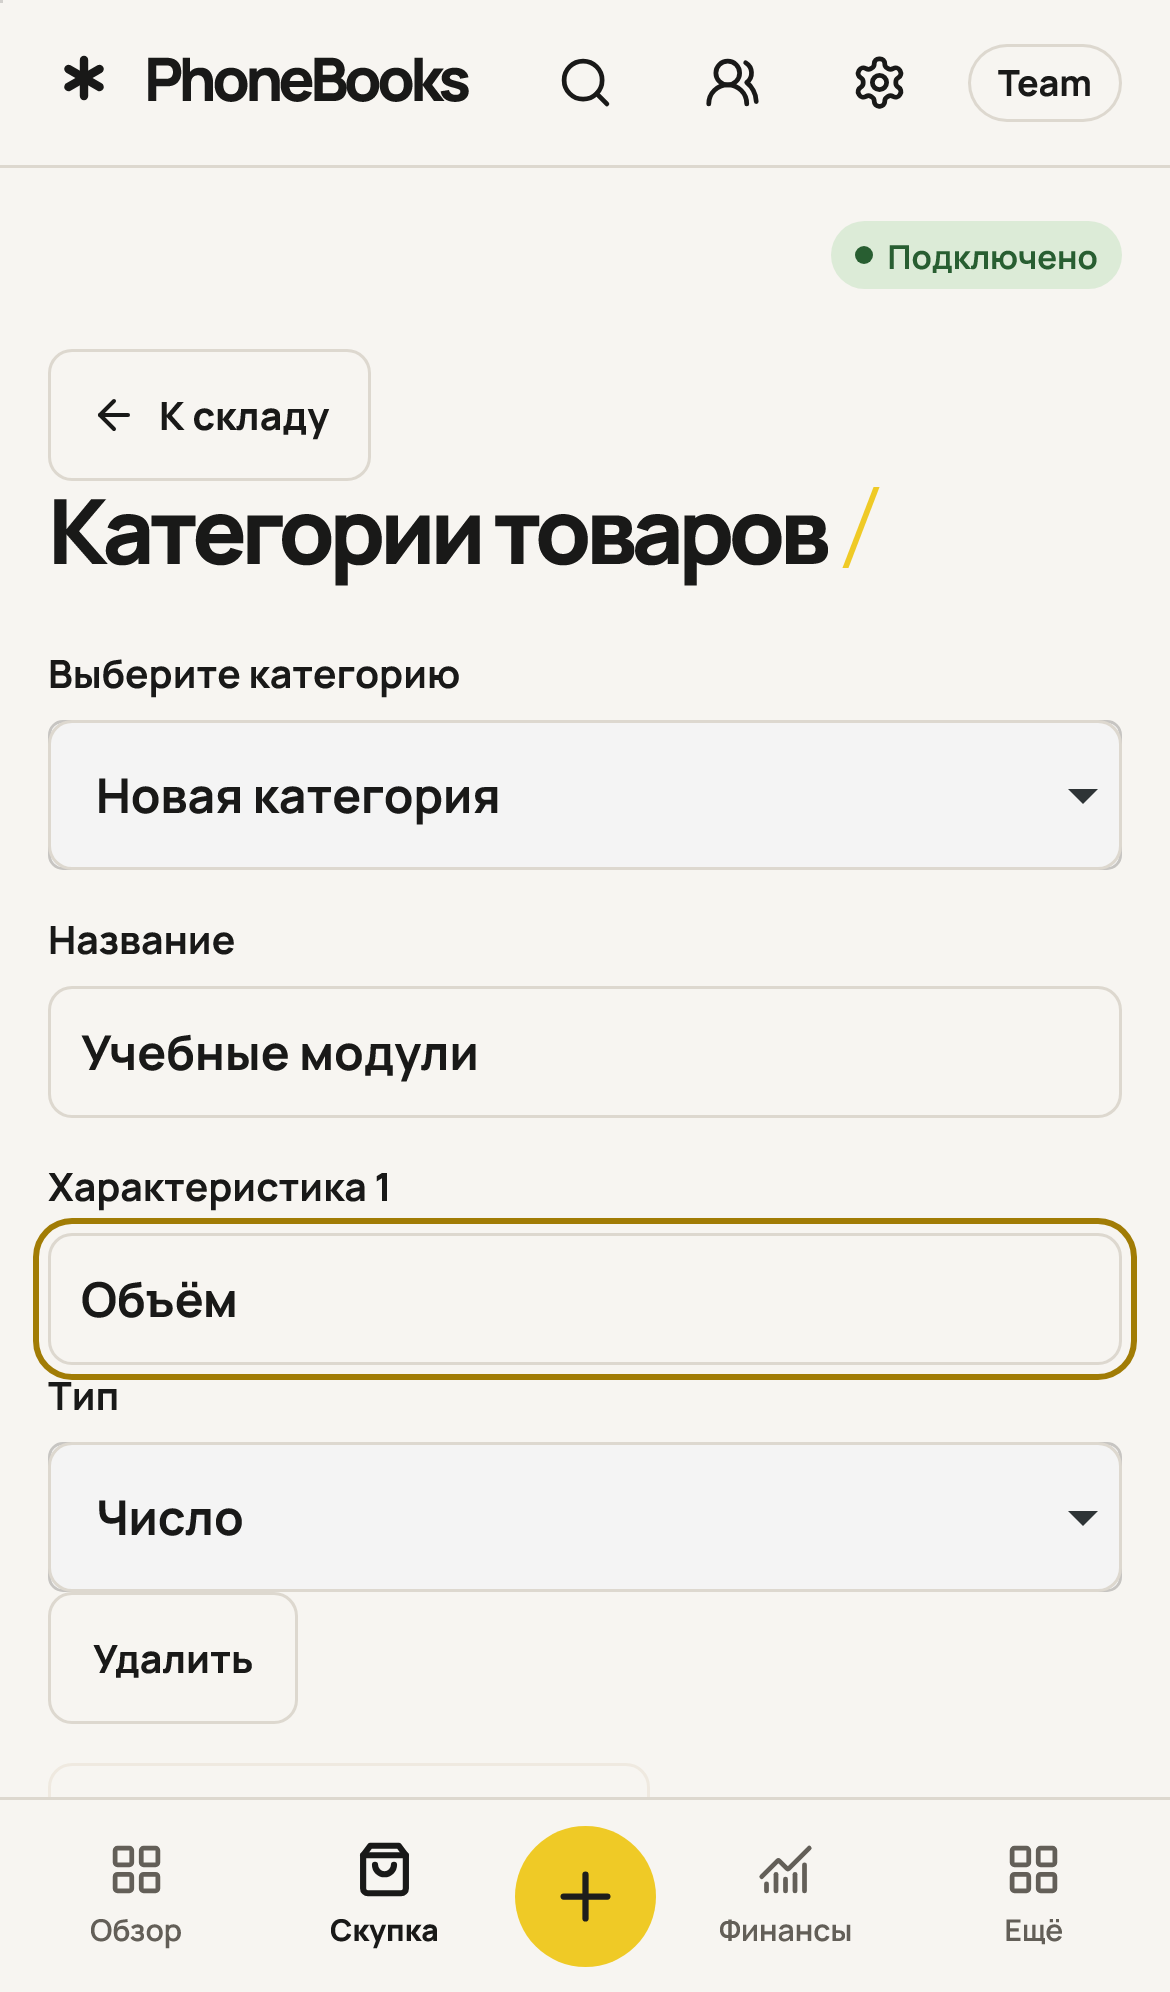 PhoneBooks
Team
Подключено
К складу
Категории товаров /
Выберите категорию
Новая категория
Название
Учебные модули
Характеристика 1
Объём
Тип
Число
Удалить
Обзор
Скупка
Финансы
Ещё